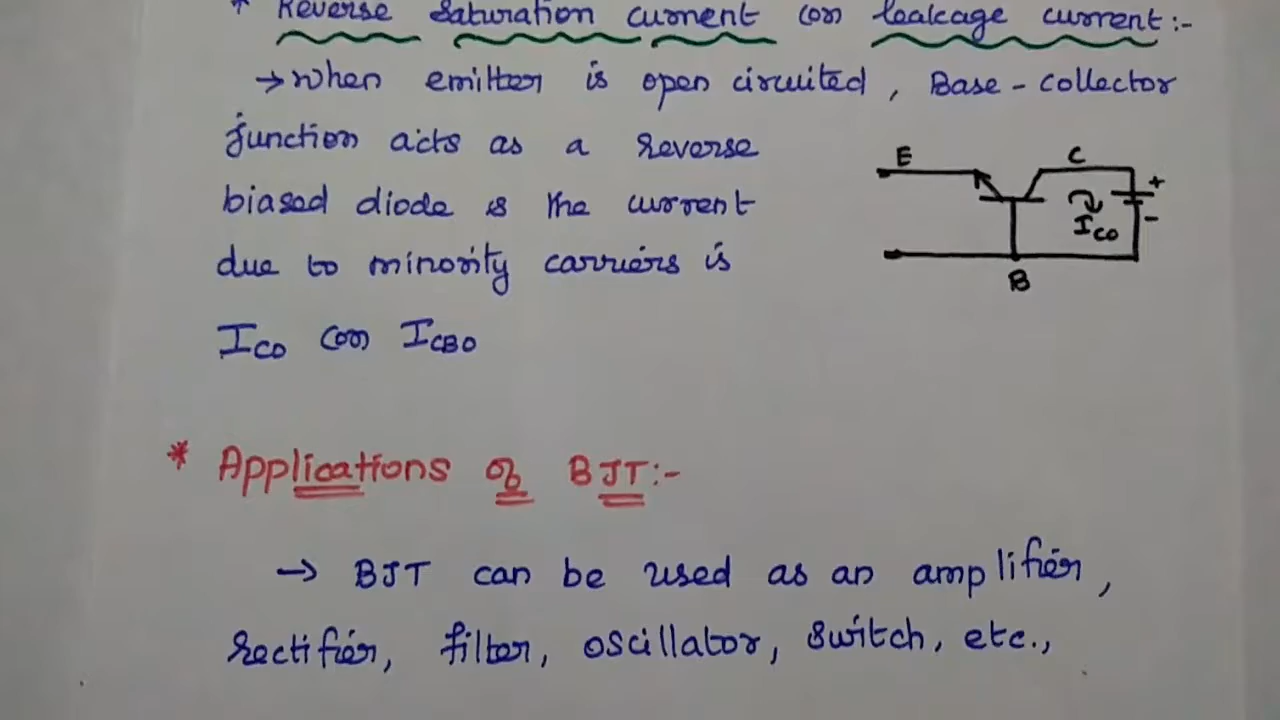 * Reverse saturation current (or) leakage current:-
→ when emitter is open circuited, Base-collector
junction acts as a reverse
biased diode is the current
due to minority carriers is
ICO (or) ICBO
E
C
+
-
ICO
B
* Applications of BJT:-
→ BJT can be used as an amplifier,
rectifier, filter, oscillator, switch, etc.,